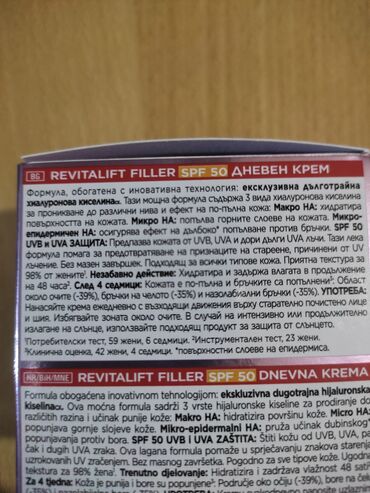 BG REVITALIFT FILLER SPF 50 ДНЕВЕН КРЕМ
Формула, обогатена с иновативна технология: ексклузивна дълготрайна
хиалуронова киселина. Тази мощна формула съдържа 3 вида хиалуронова киселина
за проникване до различни нива и ефект на по-пълна кожа: Макро HA: хидратира
повърхността на кожата. Микро HA: попълва горните слоеве на кожата. Микро-
епидермичен HA: осигурява ефект на дълбоко* попълване против бръчки. SPF 50
UVB и UVA ЗАЩИТА: Предпазва кожата от UVB, UVA и дори дълги UVA лъчи. Тази лека
формула помага за предотвратяване на признаците на стареене, причинени от UV
лъчение. Без мазен завършек. Подходящ за всички типове кожа. Приятна текстура за
98% от жените¹. Незабавно действие: Хидратира и задържа влагата в продължение
на 48 часа². След 4 седмици: Кожата е по-пълна и бръчките са попълнени³. Област
около очите (-39%), бръчки на челото (-35%) и назолабиални бръчки (-35%). УПОТРЕБА:
Нанасяйте крема ежедневно с възходящи движения върху старателно почистено лице
и шия. Избягвайте зоната около очите. В случай на интензивно или продължително
излагане на слънце, използвайте подходящ продукт за защита от слънцето.
¹Потребителски тест, 59 жени, 6 седмици. ²Инструментален тест, 23 жени.
³Клинична оценка, 42 жени, 4 седмици. *повърхностни слоеве на епидермиса.
HR/BiH/MNE REVITALIFT FILLER SPF 50 DNEVNA KREMA
Formula obogaćena inovativnom tehnologijom: ekskluzivna dugotrajna hijaluronska
kiselina. Ova moćna formula sadrži 3 vrste hijaluronske kiseline za prodiranje do
različitih razina i učinak punije kože: Makro HA: hidratizira površinu kože. Micro HA:
popunjava gornje slojeve kože. Mikro-epidermalni HA: pruža učinak dubinskog*
popunjavanja protiv bora. SPF 50 UVB i UVA ZAŠTITA: Štiti kožu od UVB, UVA, pa
čak i dugih UVA zraka. Ova lagana formula pomaže u sprječavanju znakova starenja
uzrokovanih UV zračenjem. Bez masnog završetka. Pogodno za sve tipove kože. Ugodna
tekstura za 98% žena¹. Trenutno djelovanje: Hidratizira i zadržava vlažnost 48 sati².
Za 4 tjedna: Koža je punija i bore su popunjene³. Područje oko očiju (-39%), bore na čelu